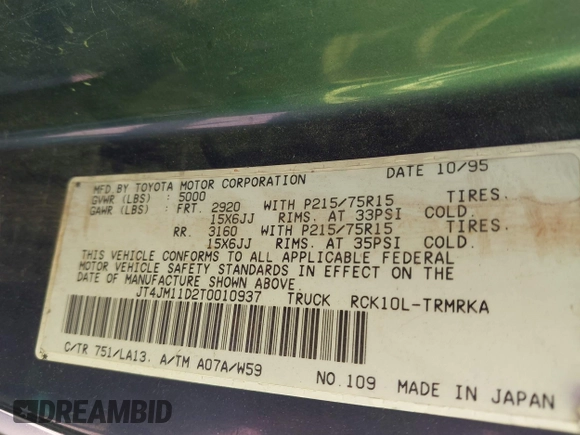 MFD.BY TOYOTA MOTOR CORPORATION DATE 10/95
GVWR (LBS) : 5000
GAWR (LBS) : FRT. 2920 WITH P215/75R15 TIRES.
15X6JJ RIMS. AT 33PSI COLD.
RR. 3160 WITH P215/75R15 TIRES.
15X6JJ RIMS. AT 35PSI COLD.
THIS VEHICLE CONFORMS TO ALL APPLICABLE FEDERAL
MOTOR VEHICLE SAFETY STANDARDS IN EFFECT ON THE
DATE OF MANUFACTURE SHOWN ABOVE.
JT4JM11D2T0010937 TRUCK RCK10L-TRMRKA
C/TR 751/LA13. A/TM A07A/W59
NO.109 MADE IN JAPAN
DREAMBID